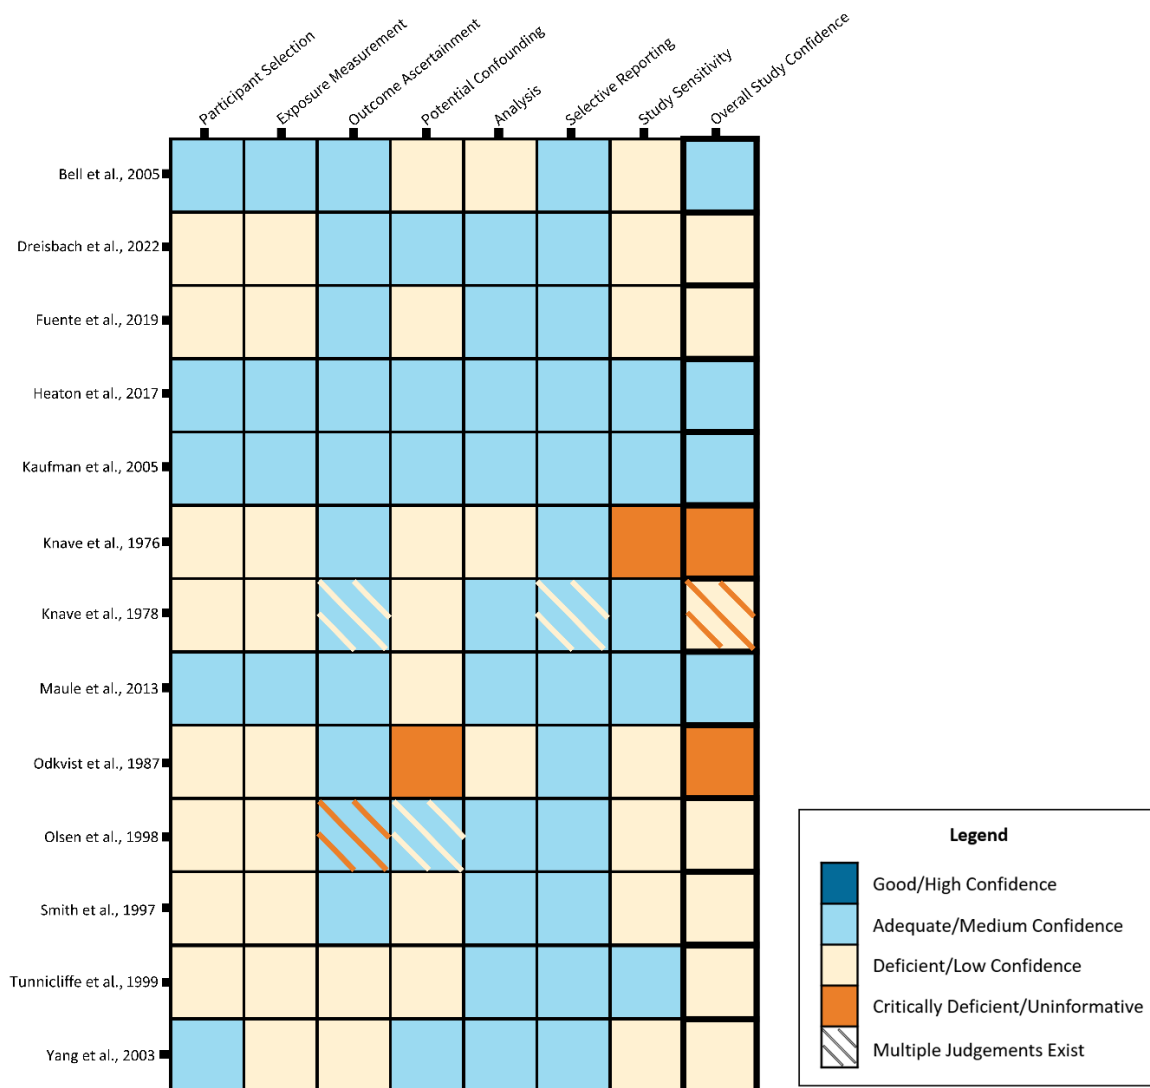 Participant Selection
Exposure Measurement
Outcome Ascertainment
Potential Confounding
Analysis
Selective Reporting
Study Sensitivity
Overall Study Confidence
Bell et al., 2005
Dreisbach et al., 2022
Fuente et al., 2019
Heaton et al., 2017
Kaufman et al., 2005
Knave et al., 1976
Knave et al., 1978
Maule et al., 2013
Odkvist et al., 1987
Olsen et al., 1998
Smith et al., 1997
Tunnicliffe et al., 1999
Yang et al., 2003
Legend
Good/High Confidence
Adequate/Medium Confidence
Deficient/Low Confidence
Critically Deficient/Uninformative
Multiple Judgements Exist